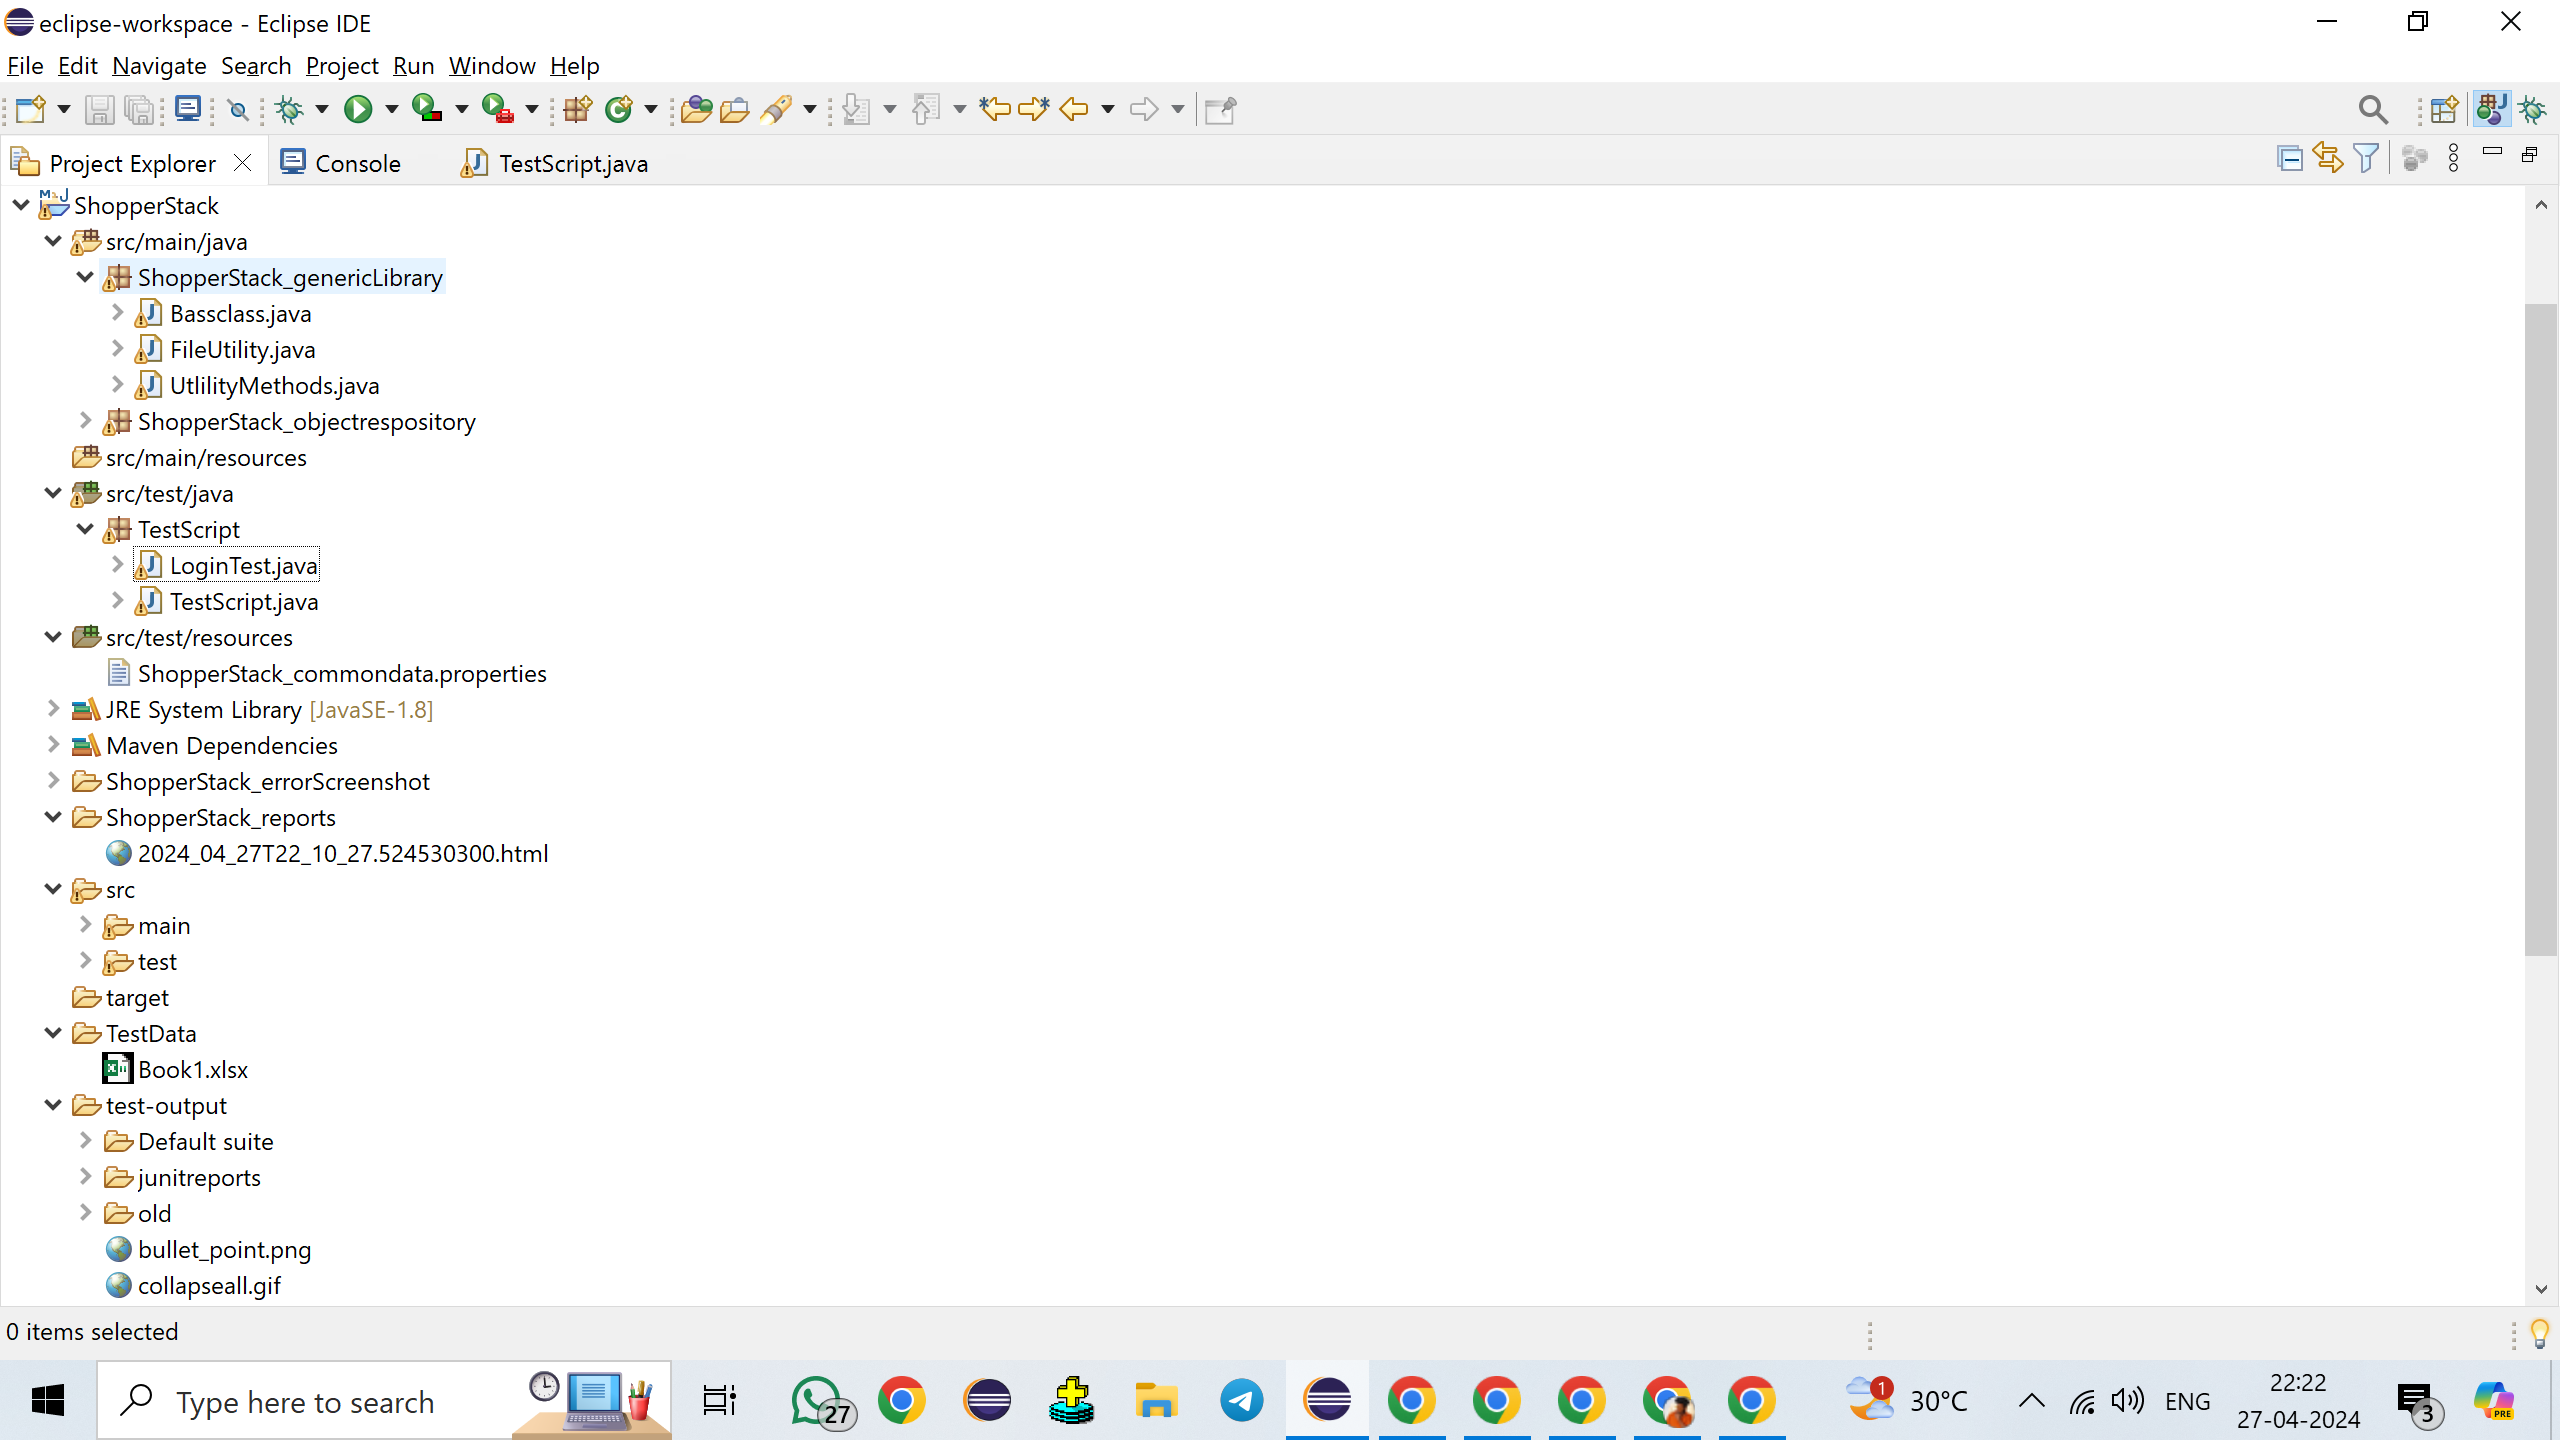 eclipse-workspace - Eclipse IDE
File Edit Navigate Search Project Run Window Help
Project Explorer Console TestScript.java
ShopperStack
src/main/java
ShopperStack_genericLibrary
Bassclass.java
FileUtility.java
UtlilityMethods.java
ShopperStack_objectrespository
src/main/resources
src/test/java
TestScript
LoginTest.java
TestScript.java
src/test/resources
ShopperStack_commondata.properties
JRE System Library [JavaSE-1.8]
Maven Dependencies
ShopperStack_errorScreenshot
ShopperStack_reports
2024_04_27T22_10_27.524530300.html
src
main
test
target
TestData
Book1.xlsx
test-output
Default suite
junitreports
old
bullet_point.png
collapseall.gif
0 items selected
Type here to search
27
1
30°C
ENG
22:22
27-04-2024
3
PRE